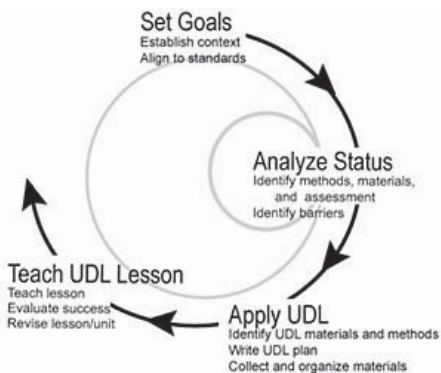 Set Goals
Establish context
Align to standards
Analyze Status
Identify methods, materials,
and assessment
Identify barriers
Apply UDL
Identify UDL materials and methods
Write UDL plan
Collect and organize materials
Teach UDL Lesson
Teach lesson
Evaluate success
Revise lesson/unit